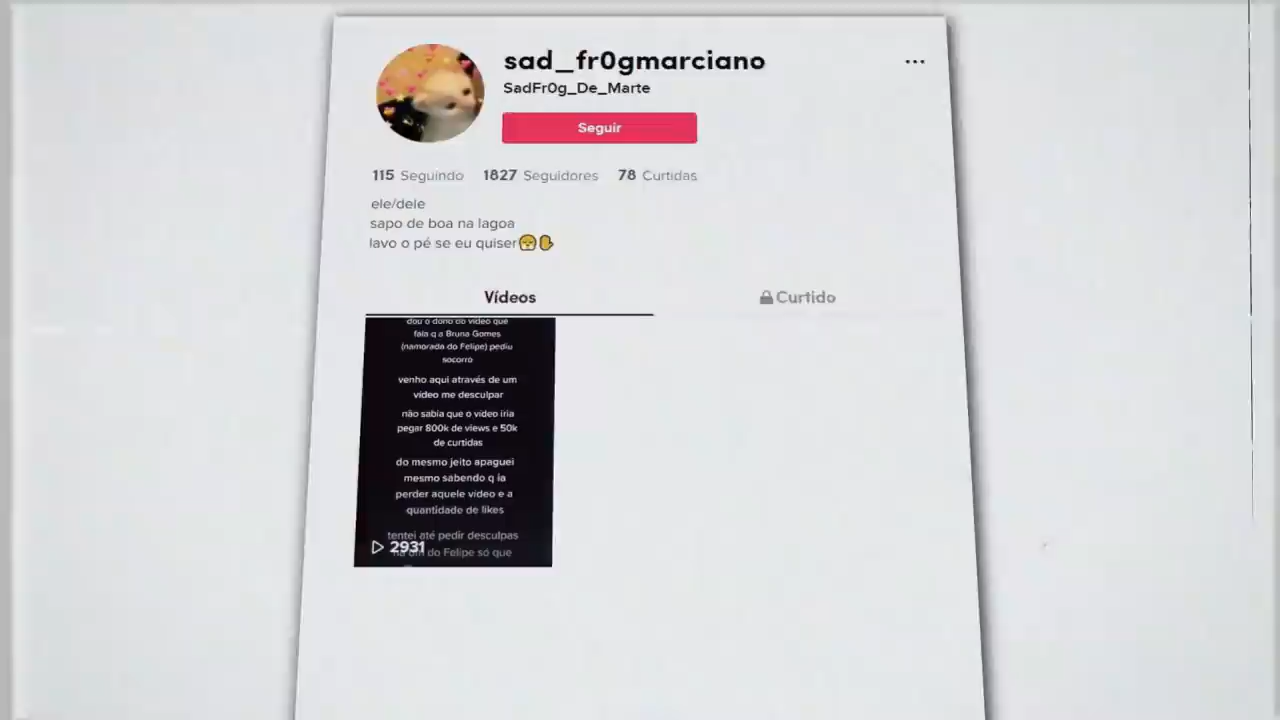 sad_fr0gmarciano
...
SadFr0g_De_Marte
Seguir
115 Seguindo 1827 Seguidores 78 Curtidas
ele/dele
sapo de boa na lagoa
lavo o pé se eu quiser
Vídeos
Curtido
dou o dono do vídeo que
fala q a Bruna Gomes
(namorada do Felipe) pediu
socorro
venho aqui através de um
vídeo me desculpar
não sabia que o vídeo iria
pegar 800k de views e 50k
de curtidas
do mesmo jeito apaguei
mesmo sabendo q ia
perder aquele vídeo e a
quantidade de likes
tentei até pedir desculpas
2931
do Felipe só que